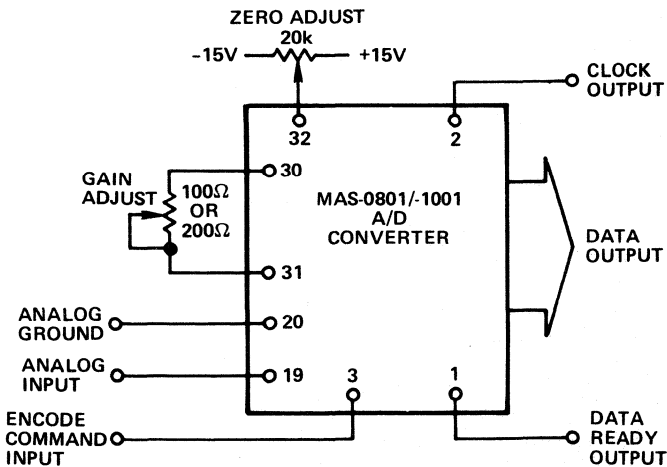 ZERO ADJUST
20k
-15V
+15V
CLOCK
OUTPUT
32
2
30
GAIN
ADJUST
100Ω
OR
200Ω
MAS-0801/-1001
A/D
CONVERTER
DATA
OUTPUT
31
ANALOG
GROUND
20
ANALOG
INPUT
19
3
1
ENCODE
COMMAND
INPUT
DATA
READY
OUTPUT